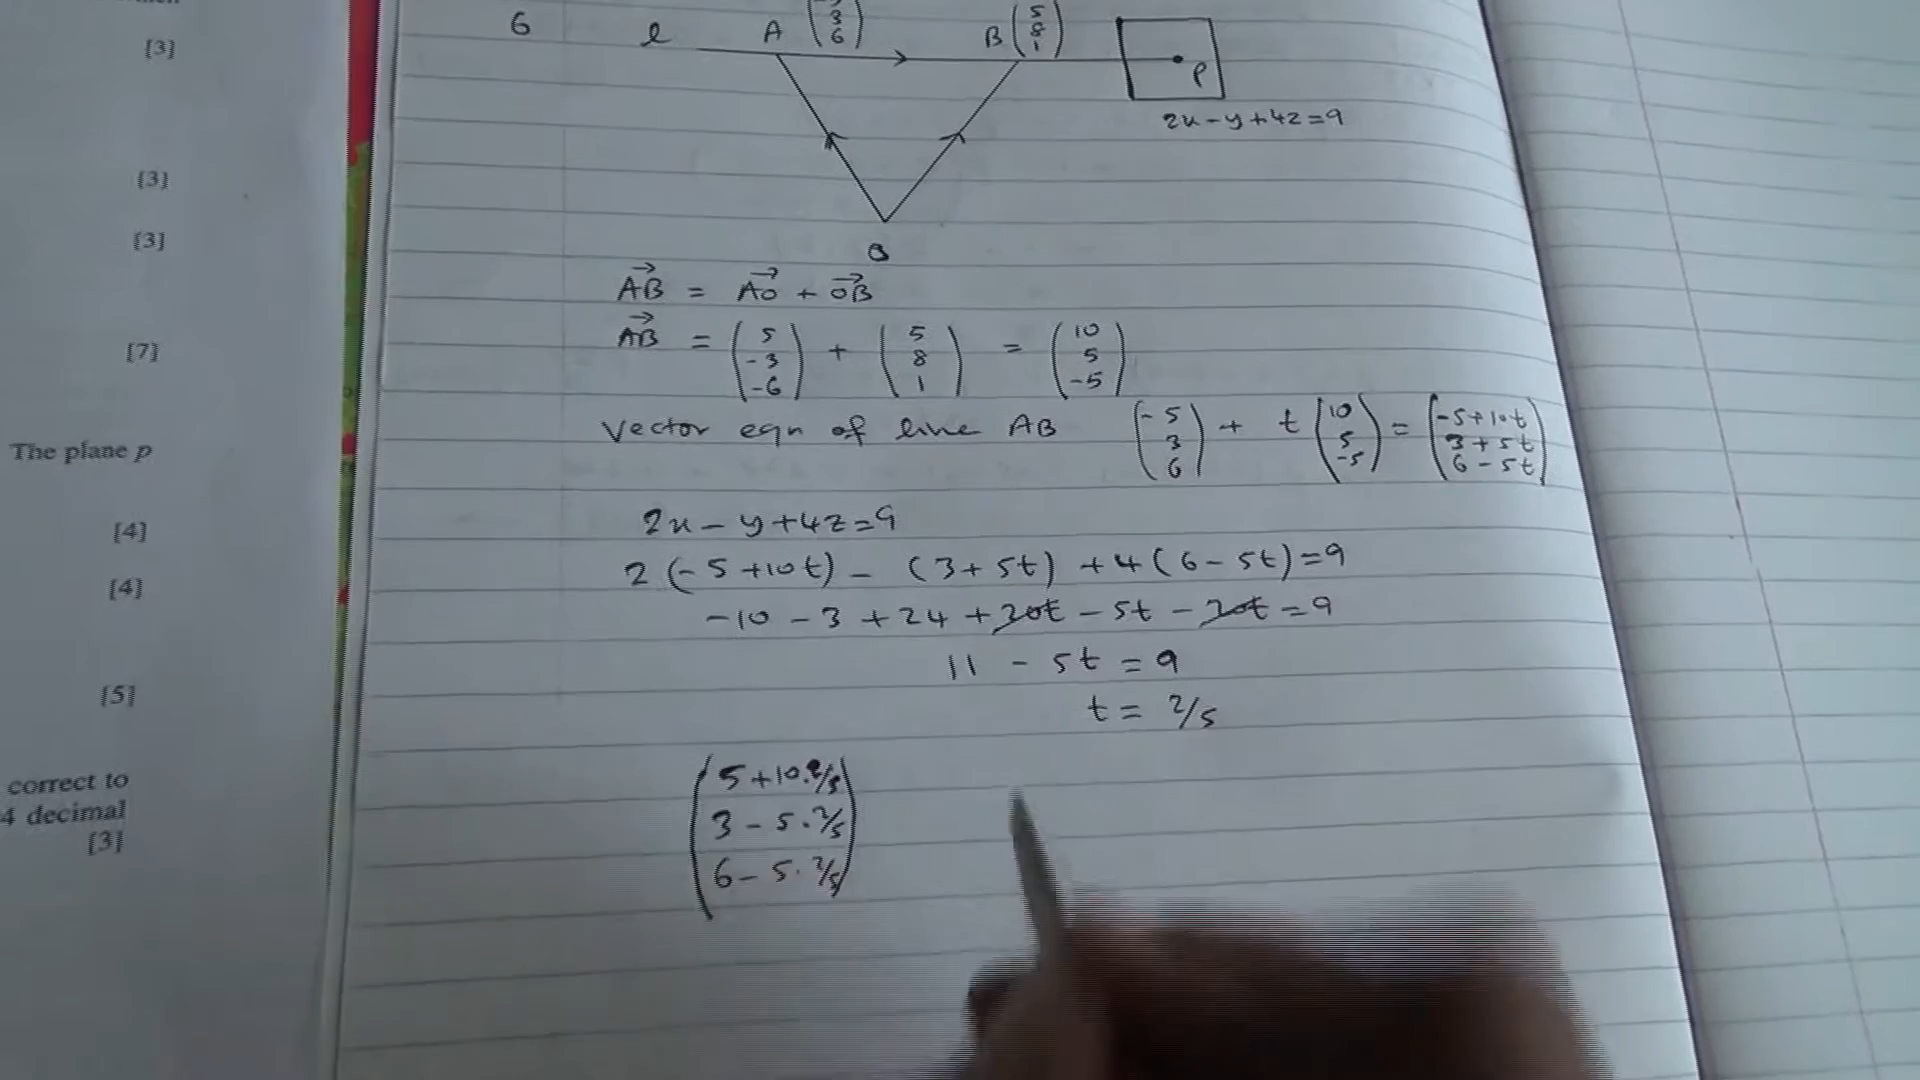 [3]
[3]
[3]
[7]
The plane p
[4]
[4]
[5]
correct to
4 decimal
[3]
6 l A (3 6) B (5 8 1)
P
2x - y + 4z = 9
O
AB = AO + OB
AB = (5 -3 -6) + (5 8 1) = (10 5 -5)
Vector eqn of line AB (-5 3 6) + t (10 5 -5) = (-5+10t 3+5t 6-5t)
2x - y + 4z = 9
2(-5+10t) - (3+5t) + 4(6-5t) = 9
-10 - 3 + 24 + 20t - 5t - 20t = 9
11 - 5t = 9
t = 2/5
(5+10.2/5
3 - 5.2/5
6 - 5.2/5)